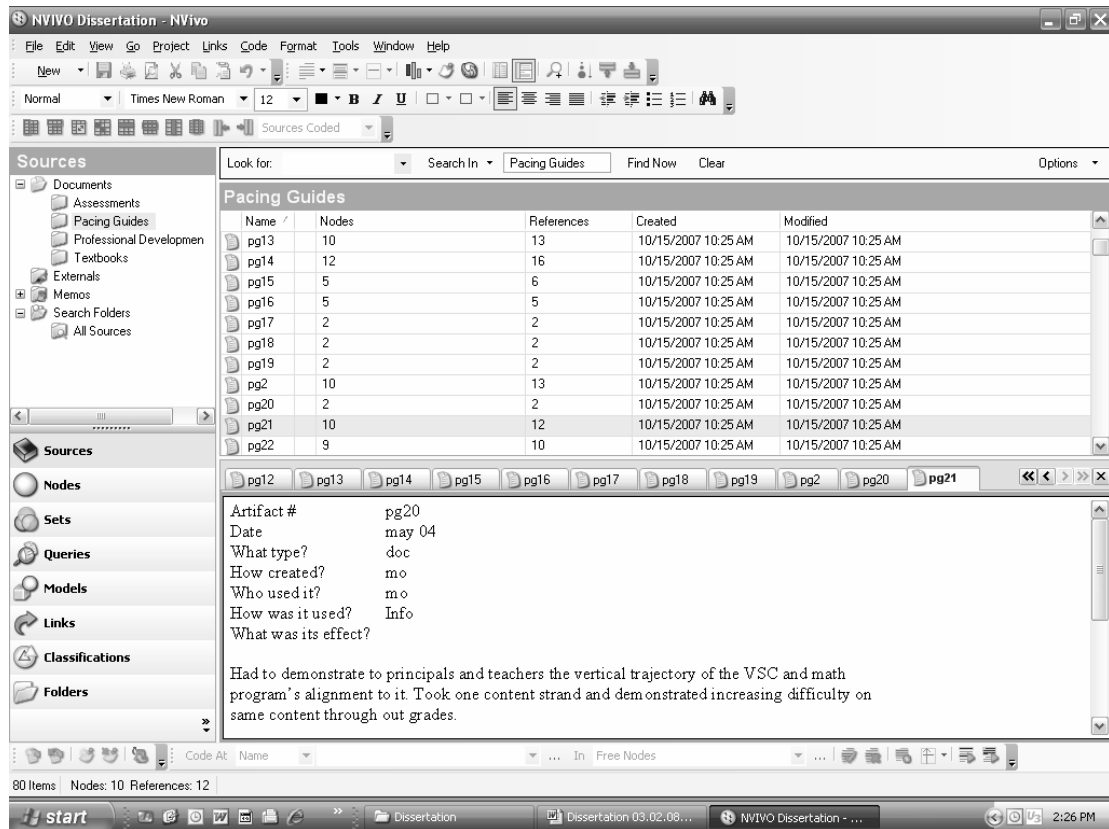 NVIVO Dissertation - NVivo
File Edit View Go Project Links Code Format Tools Window Help
New
Normal Times New Roman 12 B I U
Sources Coded
Sources
Documents
Assessments
Pacing Guides
Professional Developmen
Textbooks
Externals
Memos
Search Folders
All Sources
Sources
Nodes
Sets
Queries
Models
Links
Classifications
Folders
Look for: Search In Pacing Guides Find Now Clear Options
Pacing Guides
Name Nodes References Created Modified
pg13 10 13 10/15/2007 10:25 AM 10/15/2007 10:25 AM
pg14 12 16 10/15/2007 10:25 AM 10/15/2007 10:25 AM
pg15 5 6 10/15/2007 10:25 AM 10/15/2007 10:25 AM
pg16 5 5 10/15/2007 10:25 AM 10/15/2007 10:25 AM
pg17 2 2 10/15/2007 10:25 AM 10/15/2007 10:25 AM
pg18 2 2 10/15/2007 10:25 AM 10/15/2007 10:25 AM
pg19 2 2 10/15/2007 10:25 AM 10/15/2007 10:25 AM
pg2 10 13 10/15/2007 10:25 AM 10/15/2007 10:25 AM
pg20 2 2 10/15/2007 10:25 AM 10/15/2007 10:25 AM
pg21 10 12 10/15/2007 10:25 AM 10/15/2007 10:25 AM
pg22 9 10 10/15/2007 10:25 AM 10/15/2007 10:25 AM
pg12 pg13 pg14 pg15 pg16 pg17 pg18 pg19 pg2 pg20 pg21
Artifact # pg20
Date may 04
What type? doc
How created? mo
Who used it? mo
How was it used? Info
What was its effect?
Had to demonstrate to principals and teachers the vertical trajectory of the VSC and math
program's alignment to it. Took one content strand and demonstrated increasing difficulty on
same content through out grades.
Code At Name ... In Free Nodes ...
80 Items Nodes: 10 References: 12
start Dissertation Dissertation 03.02.08... NVIVO Dissertation - ... 2:26 PM